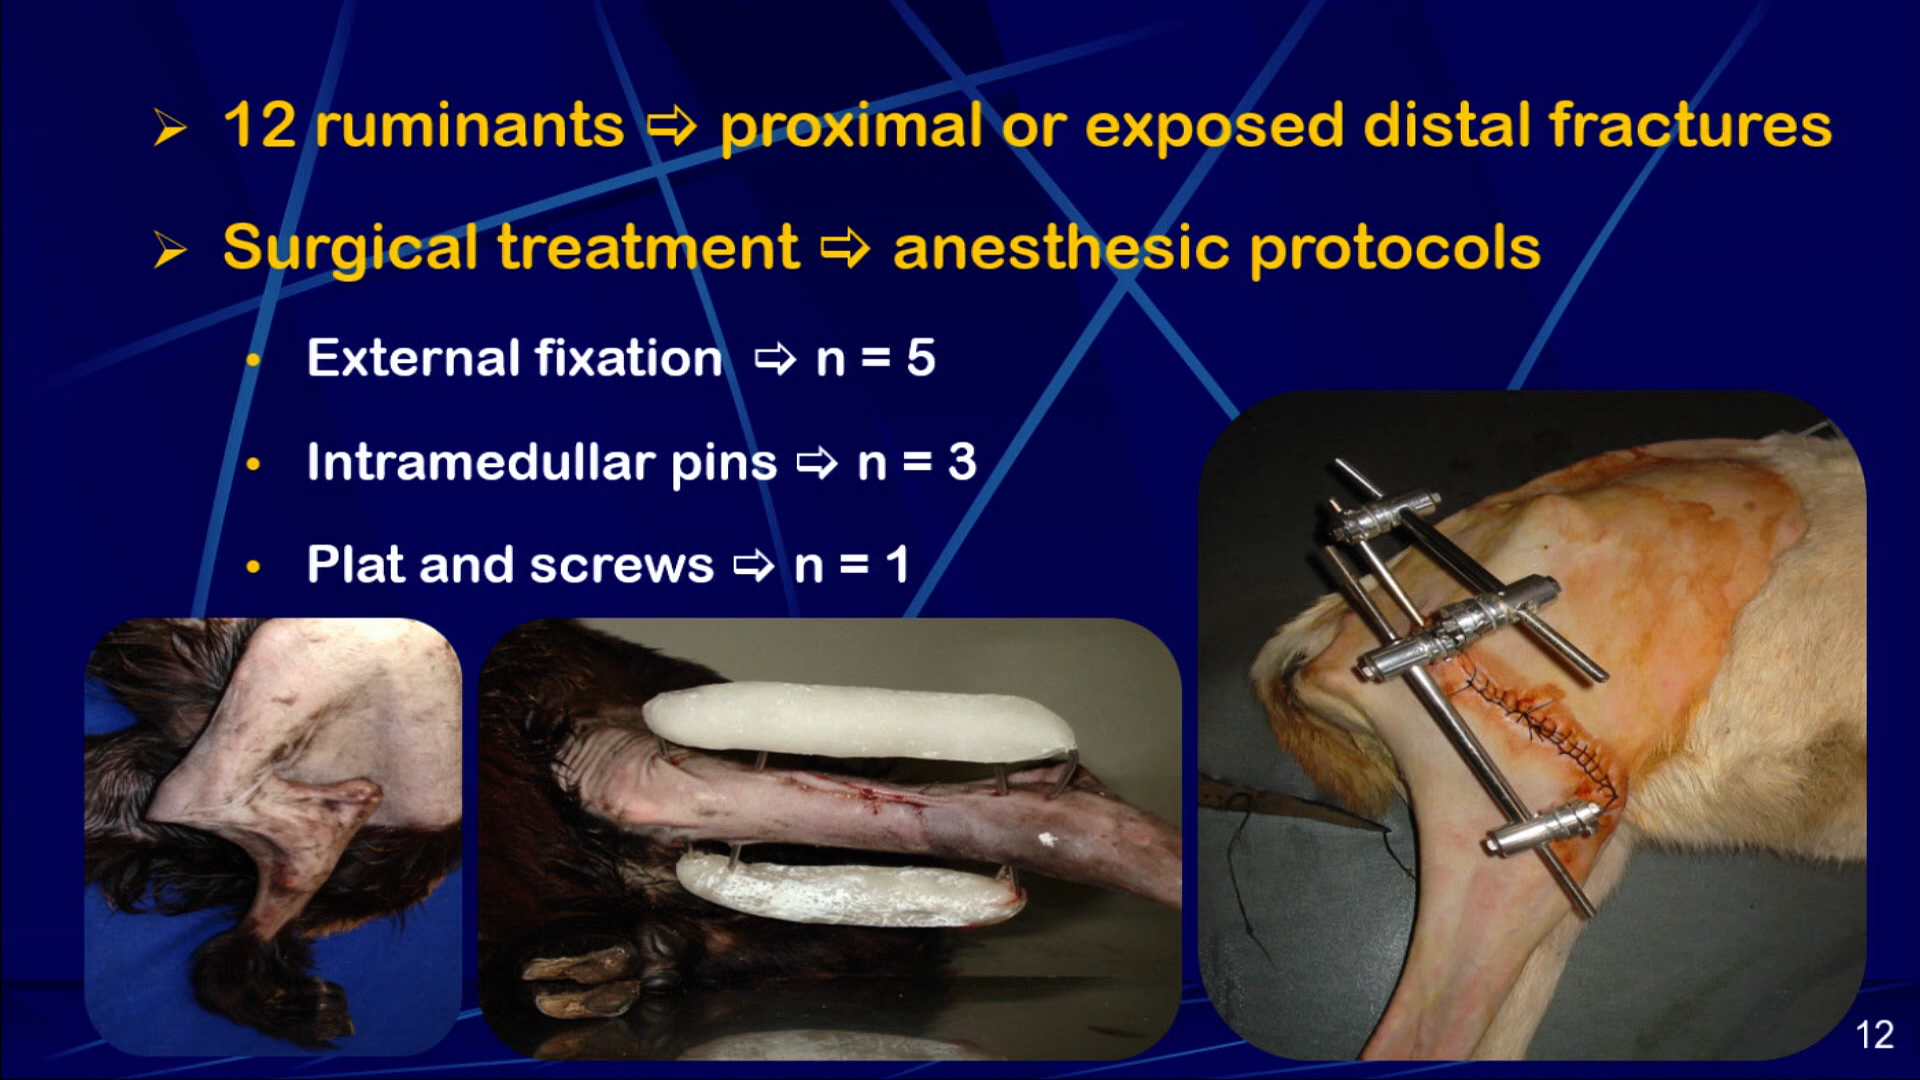 ➢ 12 ruminants ⇨ proximal or exposed distal fractures
➢ Surgical treatment ⇨ anesthesic protocols
• External fixation ⇨ n = 5
• Intramedullar pins ⇨ n = 3
• Plat and screws ⇨ n = 1
12